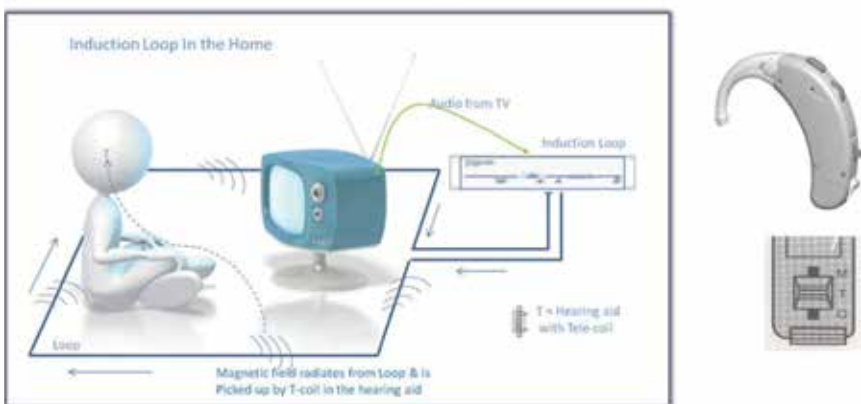 Induction Loop In the Home
Audio from TV
Induction Loop
T
T = Hearing aid
with Tele-coil
Loop
Magnetic field radiates from Loop & is
Picked up by T-coil in the hearing aid
M
T
O